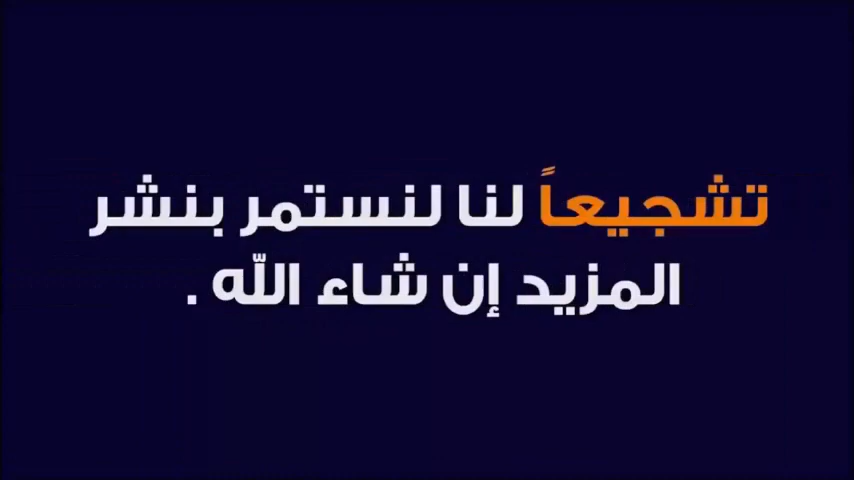 تشجيعاً لنا لنستمر بنشر
المزيد إن شاء الله .